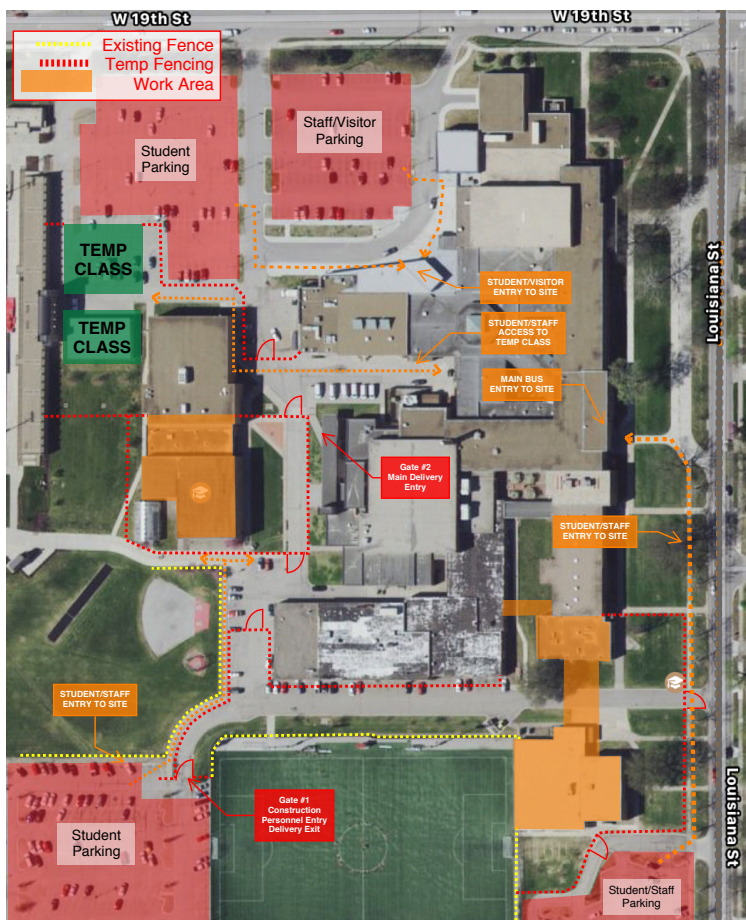 W 19th St
W 19th St
Existing Fence
Temp Fencing
Work Area
Staff/Visitor
Parking
Student
Parking
TEMP
CLASS
STUDENT/VISITOR
ENTRY TO SITE
TEMP
CLASS
STUDENT/STAFF
ACCESS TO
TEMP CLASS
Louisiana St
MAIN BUS
ENTRY TO SITE
Gate #2
Main Delivery
Entry
STUDENT/STAFF
ENTRY TO SITE
STUDENT/STAFF
ENTRY TO SITE
Louisiana St
Gate #1
Construction
Personnel Entry
Delivery Exit
Student
Parking
Student/Staff
Parking